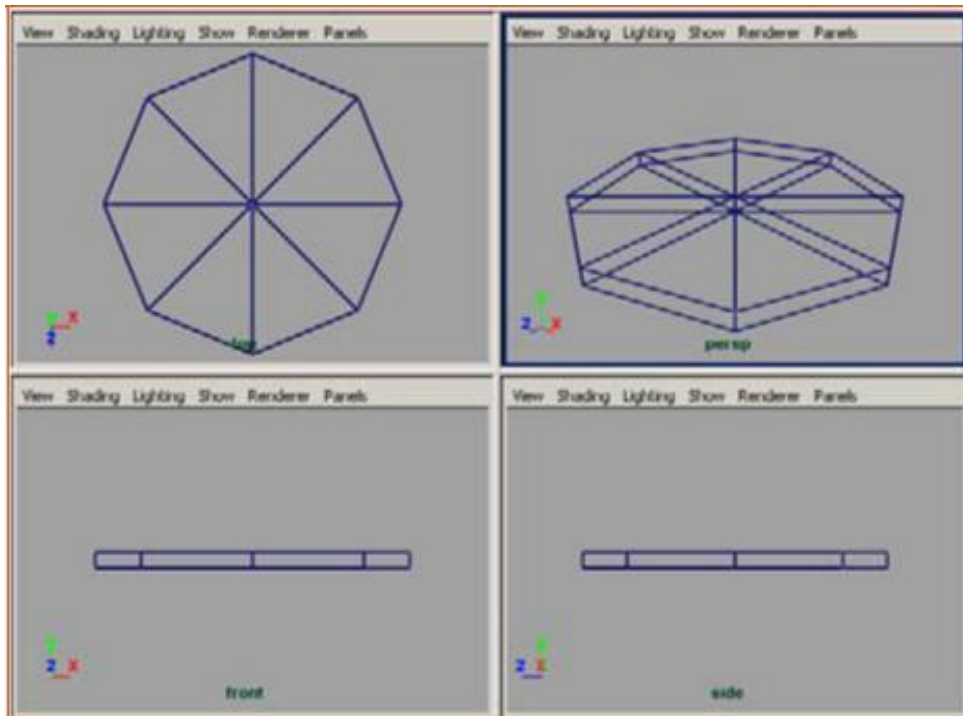 View Shading Lighting Show Renderer Panels
View Shading Lighting Show Renderer Panels
Y X
Z
top
Y
Z X
persp
View Shading Lighting Show Renderer Panels
View Shading Lighting Show Renderer Panels
Y
Z X
front
Y
Z X
side